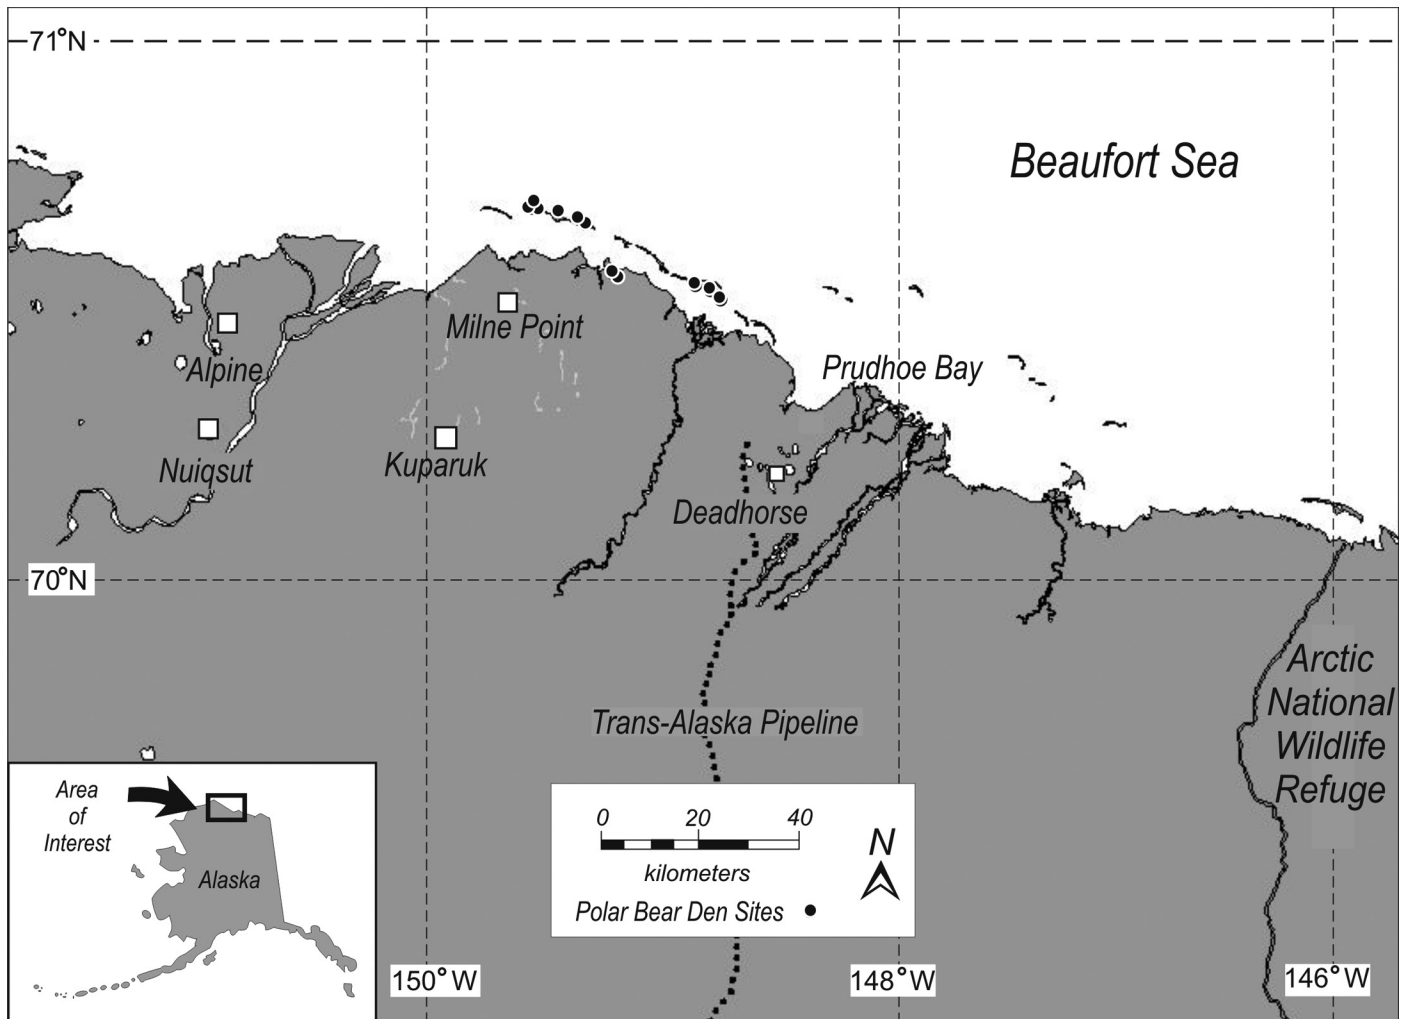 71°N
Beaufort Sea
Milne Point
Alpine
Prudhoe Bay
Nuiqsut
Kuparuk
Deadhorse
70°N
Arctic
National
Wildlife
Refuge
Trans-Alaska Pipeline
Area
of
Interest
Alaska
0 20 40
kilometers
N
Polar Bear Den Sites
150°W
148°W
146°W